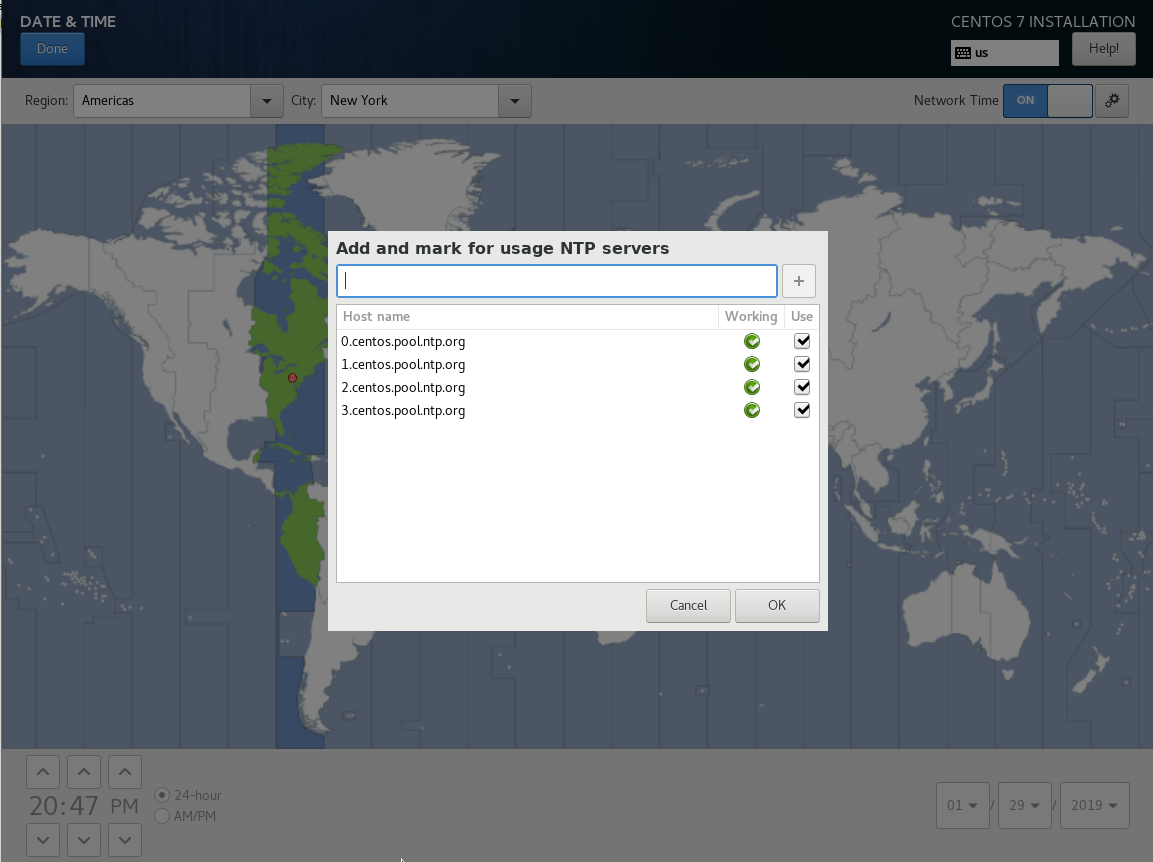 DATE & TIME
CENTOS 7 INSTALLATION
Done
us
Help!
Region:
Americas
City:
New York
Network Time
ON
Add and mark for usage NTP servers
+
Host name
Working
Use
0.centos.pool.ntp.org
1.centos.pool.ntp.org
2.centos.pool.ntp.org
3.centos.pool.ntp.org
Cancel
OK
20:47 PM
24-hour
AM/PM
01 / 29 / 2019